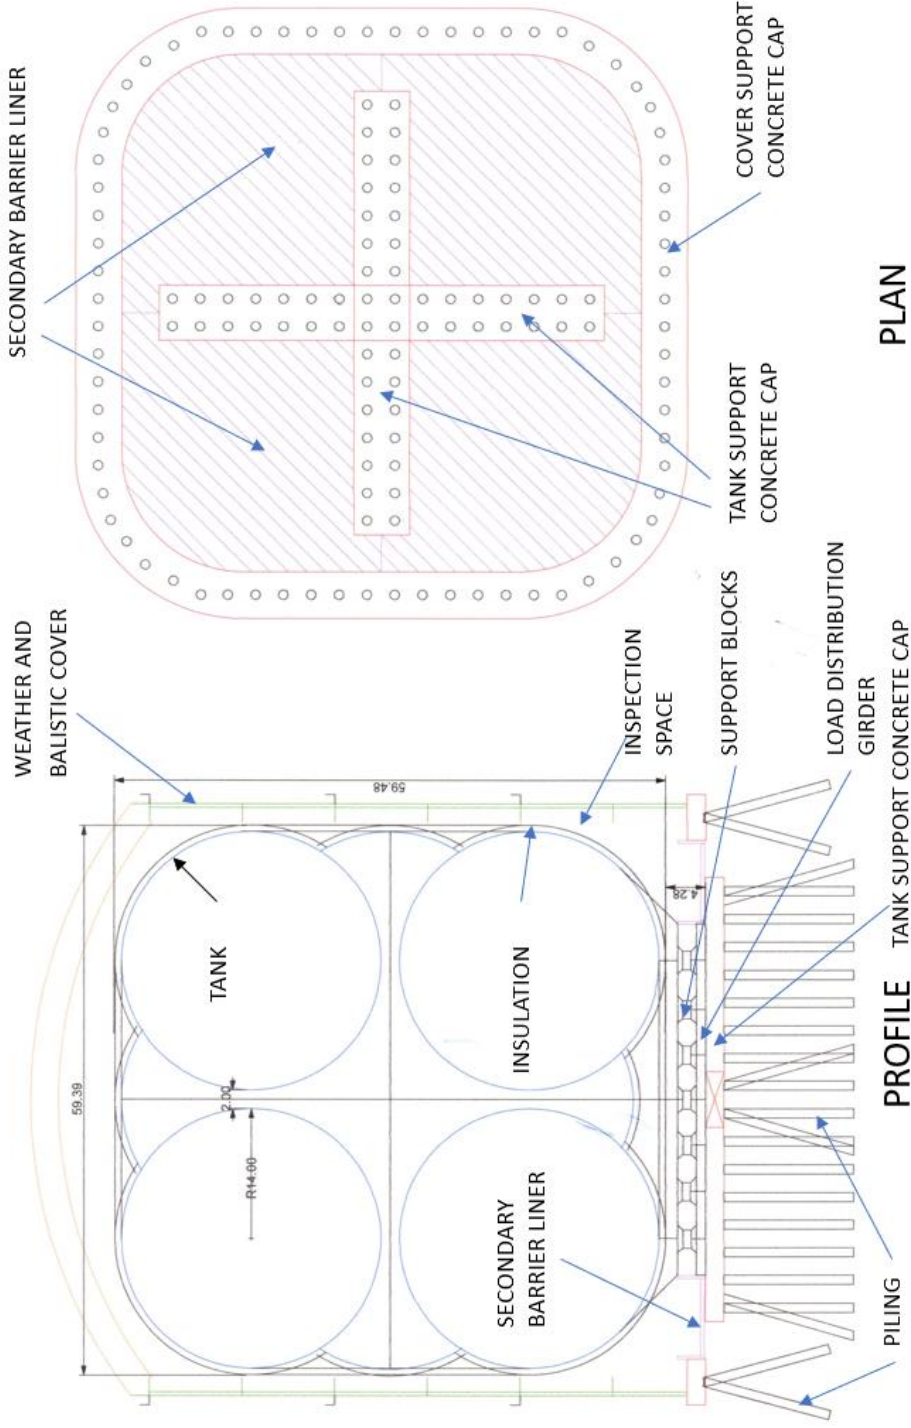 WEATHER AND
BALISTIC COVER
59.39
59.48
TANK
2.00
R14.00
INSULATION
INSPECTION
SPACE
SECONDARY
BARRIER LINER
4.28
SUPPORT BLOCKS
LOAD DISTRIBUTION
GIRDER
TANK SUPPORT CONCRETE CAP
PILING
PROFILE
SECONDARY BARRIER LINER
TANK SUPPORT
CONCRETE CAP
COVER SUPPORT
CONCRETE CAP
PLAN